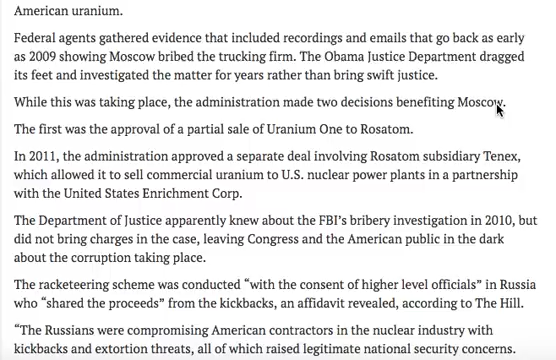 American uranium.
Federal agents gathered evidence that included recordings and emails that go back as early
as 2009 showing Moscow bribed the trucking firm. The Obama Justice Department dragged
its feet and investigated the matter for years rather than bring swift justice.
While this was taking place, the administration made two decisions benefiting Moscow.
The first was the approval of a partial sale of Uranium One to Rosatom.
In 2011, the administration approved a separate deal involving Rosatom subsidiary Tenex,
which allowed it to sell commercial uranium to U.S. nuclear power plants in a partnership
with the United States Enrichment Corp.
The Department of Justice apparently knew about the FBI’s bribery investigation in 2010, but
did not bring charges in the case, leaving Congress and the American public in the dark
about the corruption taking place.
The racketeering scheme was conducted “with the consent of higher level officials” in Russia
who “shared the proceeds” from the kickbacks, an affidavit revealed, according to The Hill.
“The Russians were compromising American contractors in the nuclear industry with
kickbacks and extortion threats, all of which raised legitimate national security concerns.